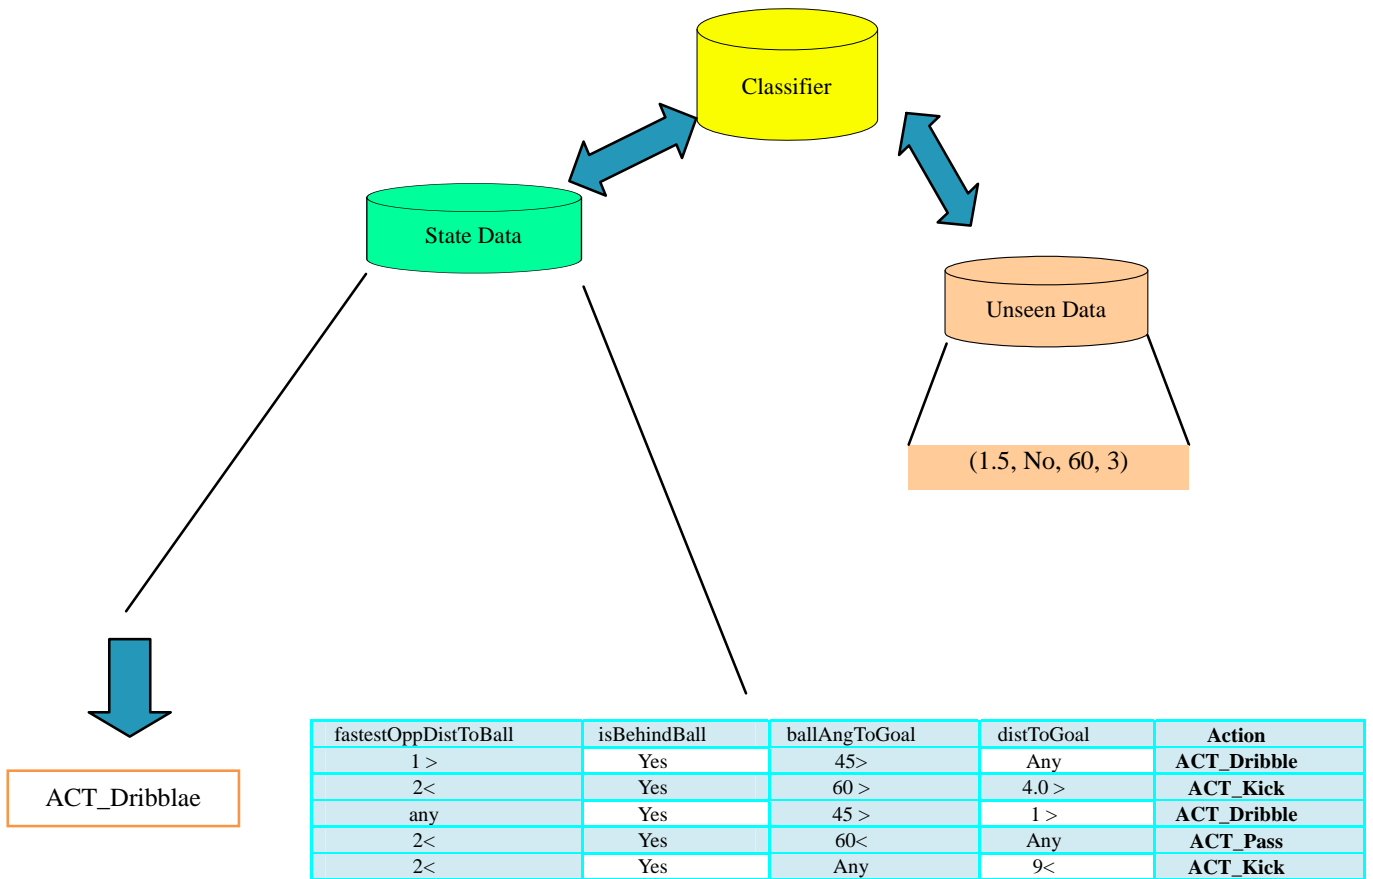 Classifier
State Data
Unseen Data
(1.5, No, 60, 3)
ACT_Dribblae
fastestOppDistToBall isBehindBall ballAngToGoal distToGoal Action
1 > Yes 45> Any ACT_Dribble
2< Yes 60 > 4.0 > ACT_Kick
any Yes 45 > 1 > ACT_Dribble
2< Yes 60< Any ACT_Pass
2< Yes Any 9< ACT_Kick